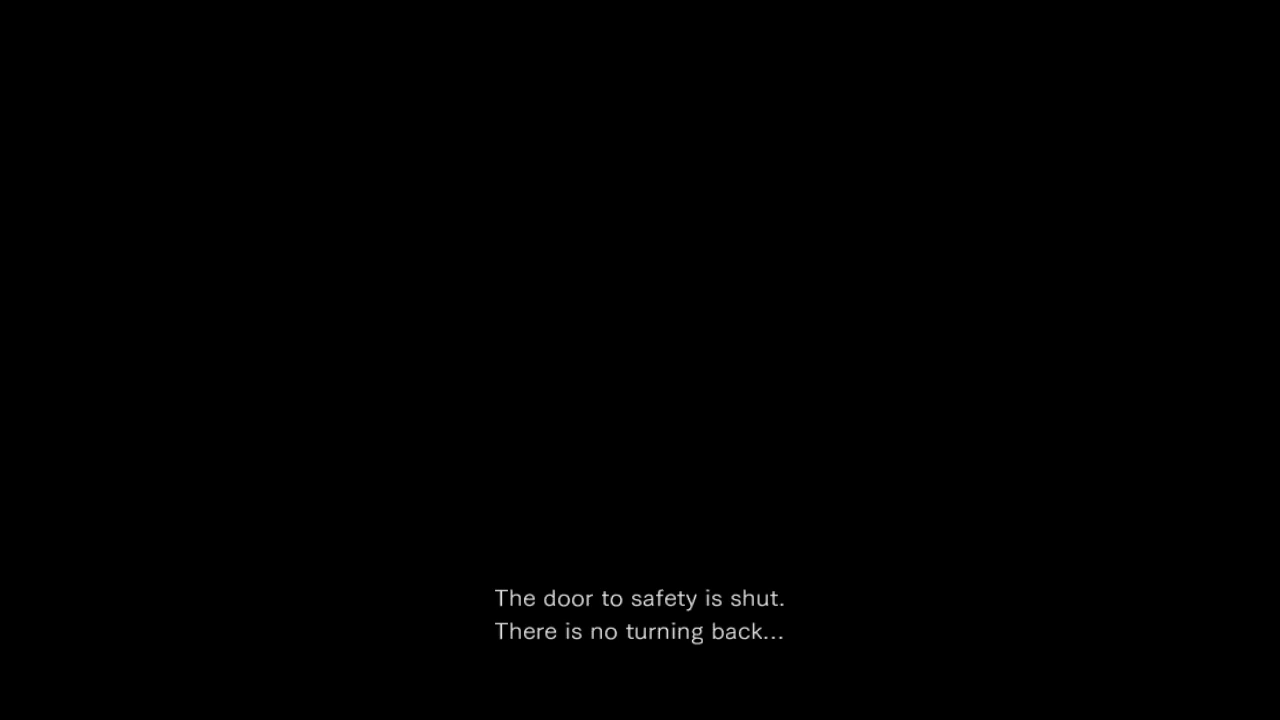 The door to safety is shut.
There is no turning back...